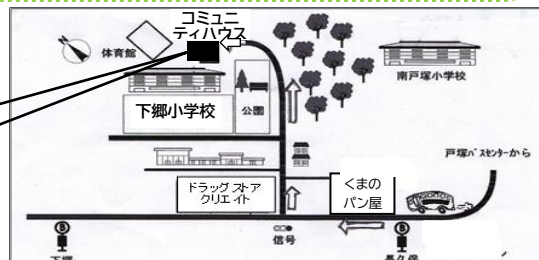 コミュニ
ティハウス
体育館
下郷小学校
公園
南戸塚小学校
戸塚バスセンターから
ドラッグストア
クリエイト
くまの
パン屋
信号
B
下郷
B
長久保